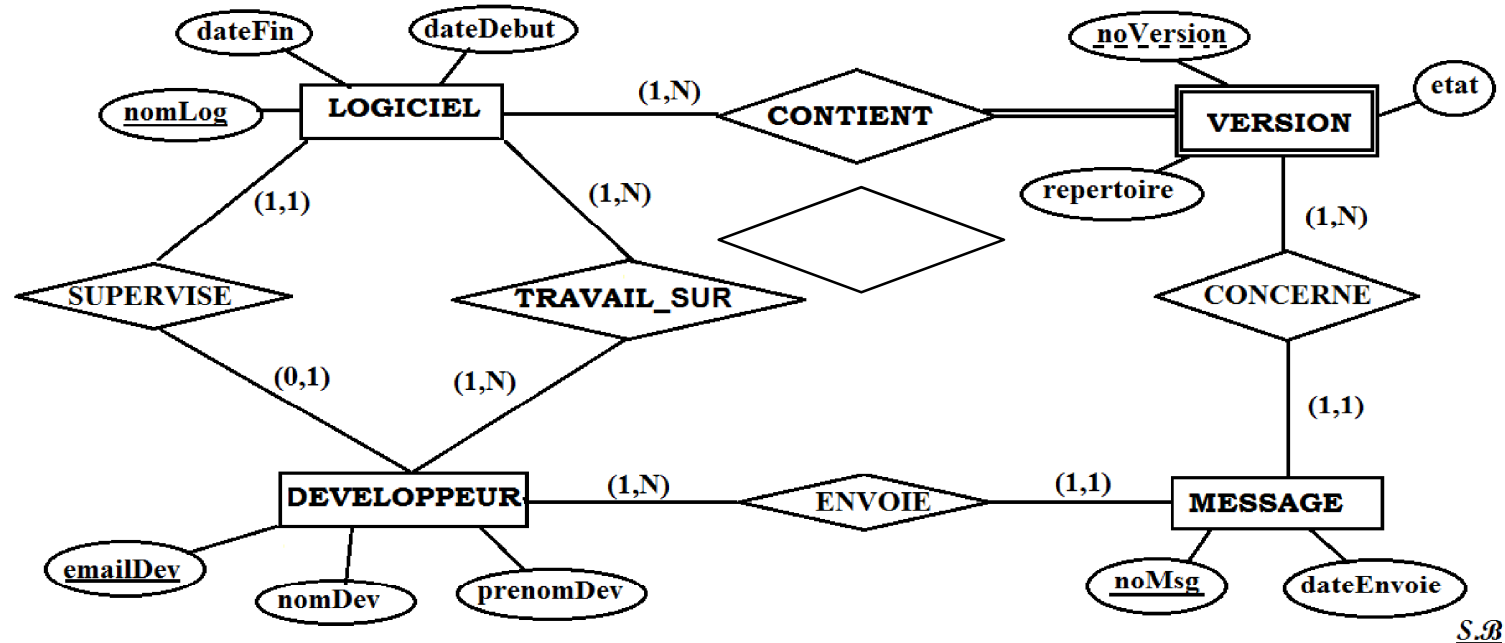 dateFin
dateDebut
noVersion
etat
nomLog
LOGICIEL
(1,N)
CONTIENT
VERSION
repertoire
(1,1)
(1,N)
(1,N)
SUPERVISE
TRAVAIL_SUR
CONCERNE
(0,1)
(1,N)
(1,1)
DEVELOPPEUR
(1,N)
ENVOIE
(1,1)
MESSAGE
emailDev
nomDev
prenomDev
noMsg
dateEnvoie
S.B